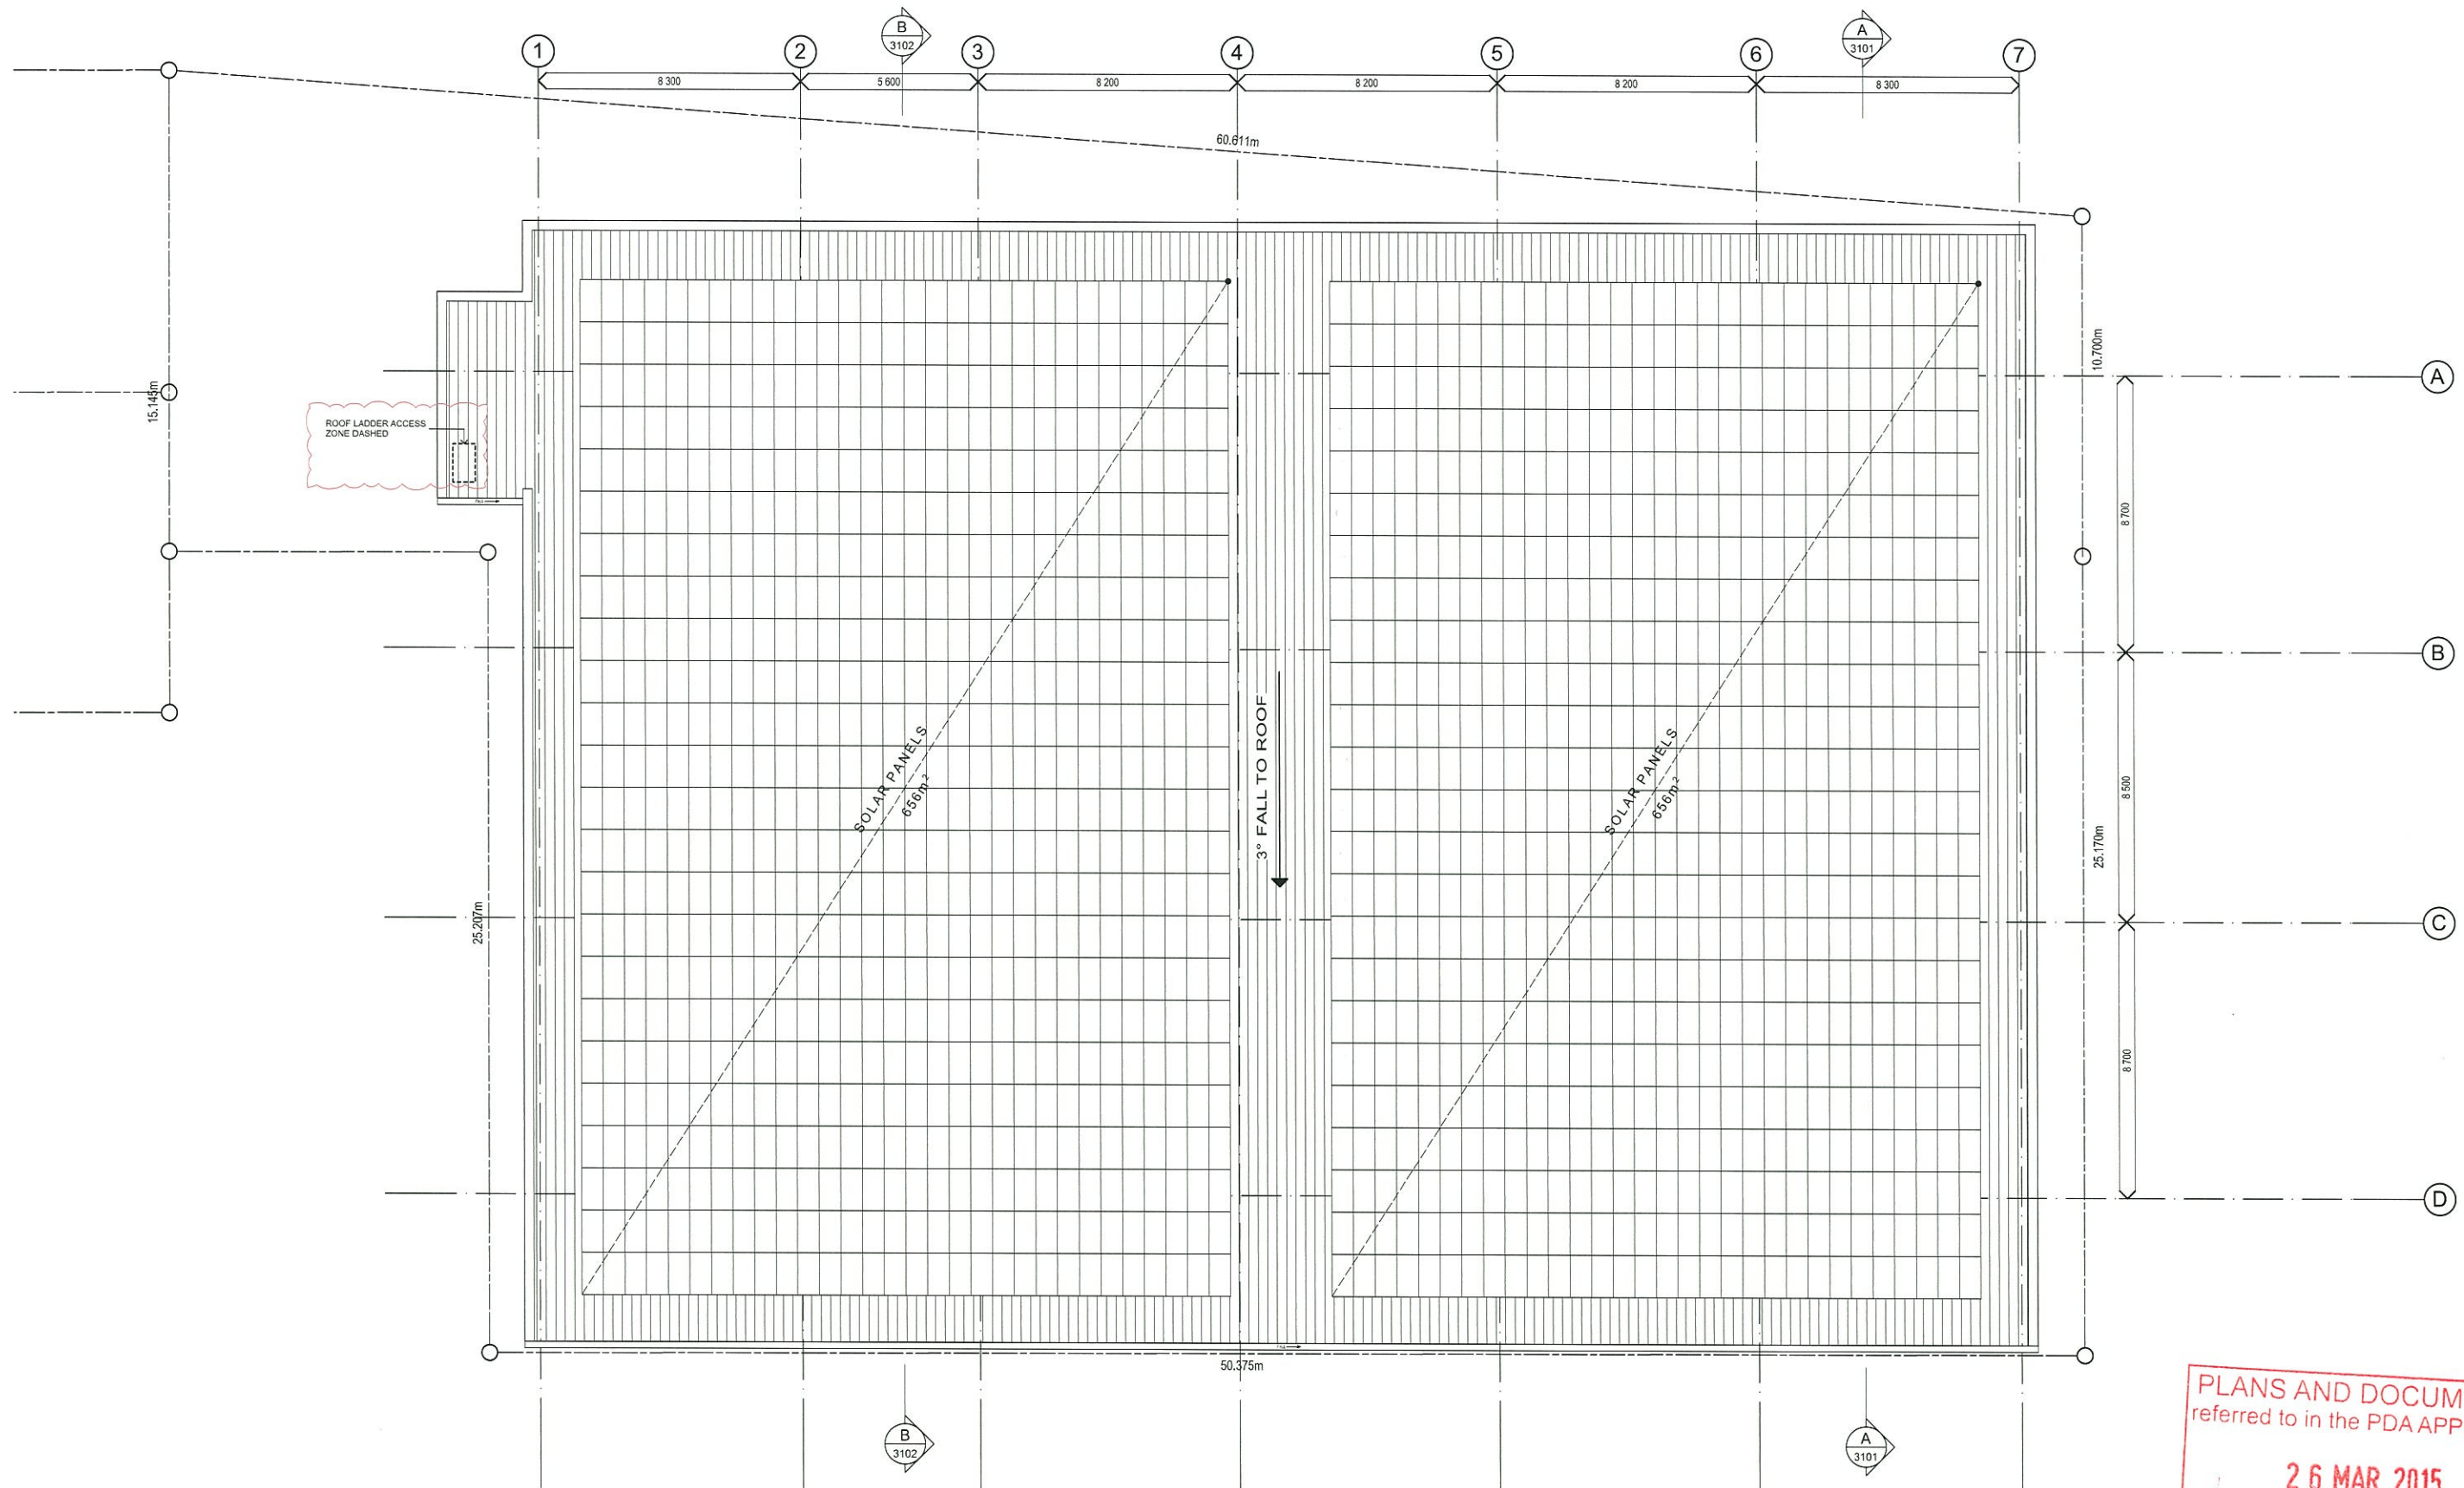 B
3102
A
3101
1
2
3
4
5
6
7
8 300
5 600
8 200
8 200
8 200
8 300
60.611m
15.145m
10.700m
A
ROOF LADDER ACCESS
ZONE DASHED
8 700
B
SOLAR PANELS
656m²
3° FALL TO ROOF
SOLAR PANELS
656m²
8 500
25.170m
25.207m
C
8 700
D
50.375m
B
3102
A
3101
PLANS AND DOCUM
referred to in the PDA APP
26 MAR 2015